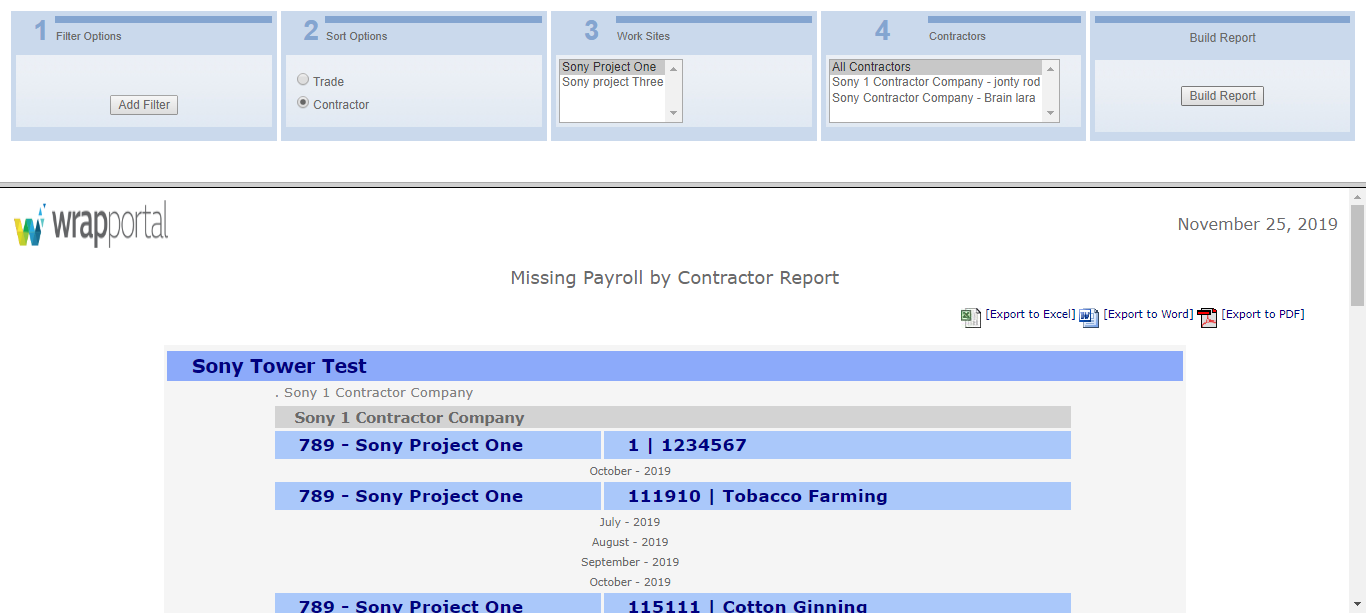 1 Filter Options
Add Filter
2 Sort Options
Trade
Contractor
3 Work Sites
Sony Project One
Sony project Three
4 Contractors
All Contractors
Sony 1 Contractor Company - jonty rod
Sony Contractor Company - Brain lara
Build Report
Build Report
wrapportal
November 25, 2019
Missing Payroll by Contractor Report
[Export to Excel] [Export to Word] [Export to PDF]
Sony Tower Test
. Sony 1 Contractor Company
Sony 1 Contractor Company
789 - Sony Project One 1 | 1234567
October - 2019
789 - Sony Project One 111910 | Tobacco Farming
July - 2019
August - 2019
September - 2019
October - 2019
789 - Sony Project One 115111 | Cotton Ginning